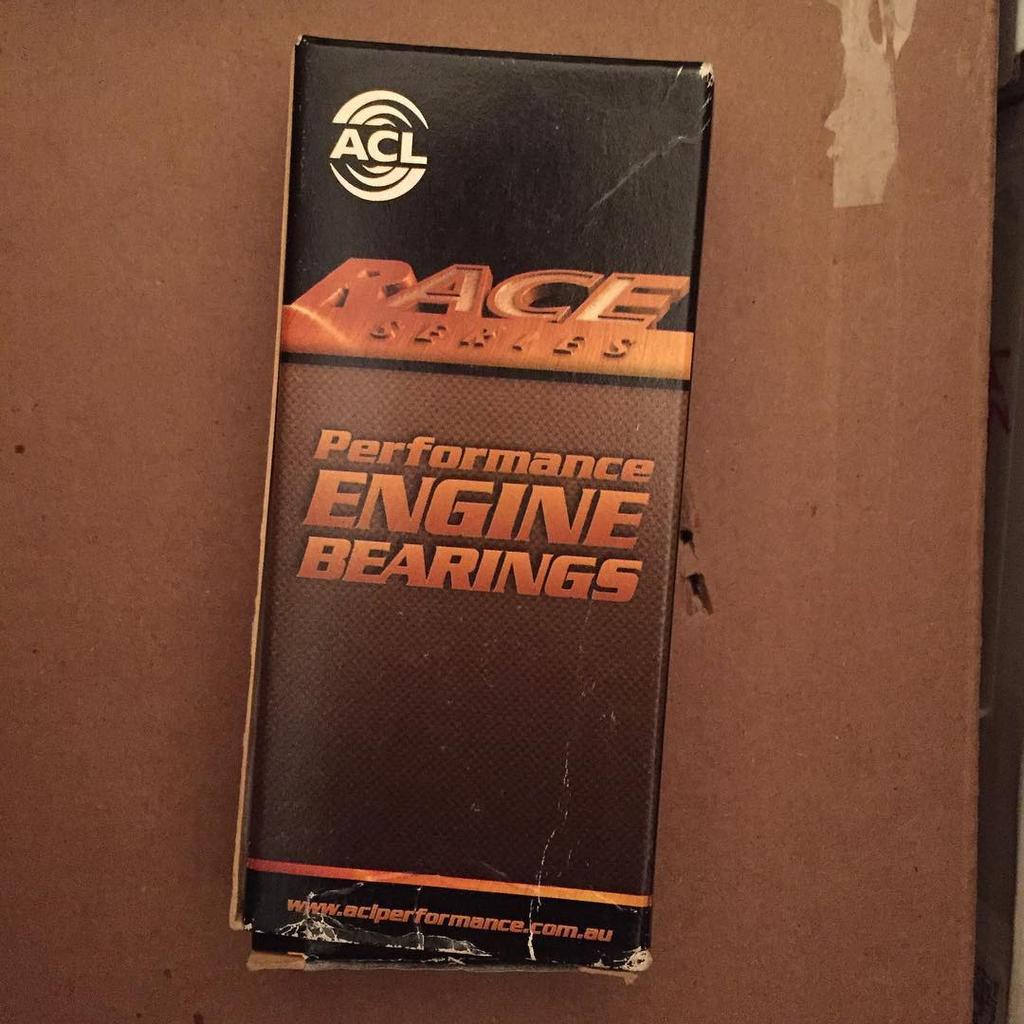 ACL
RACE
SERIES
Performance
ENGINE
BEARINGS
www.aclperformance.com.au